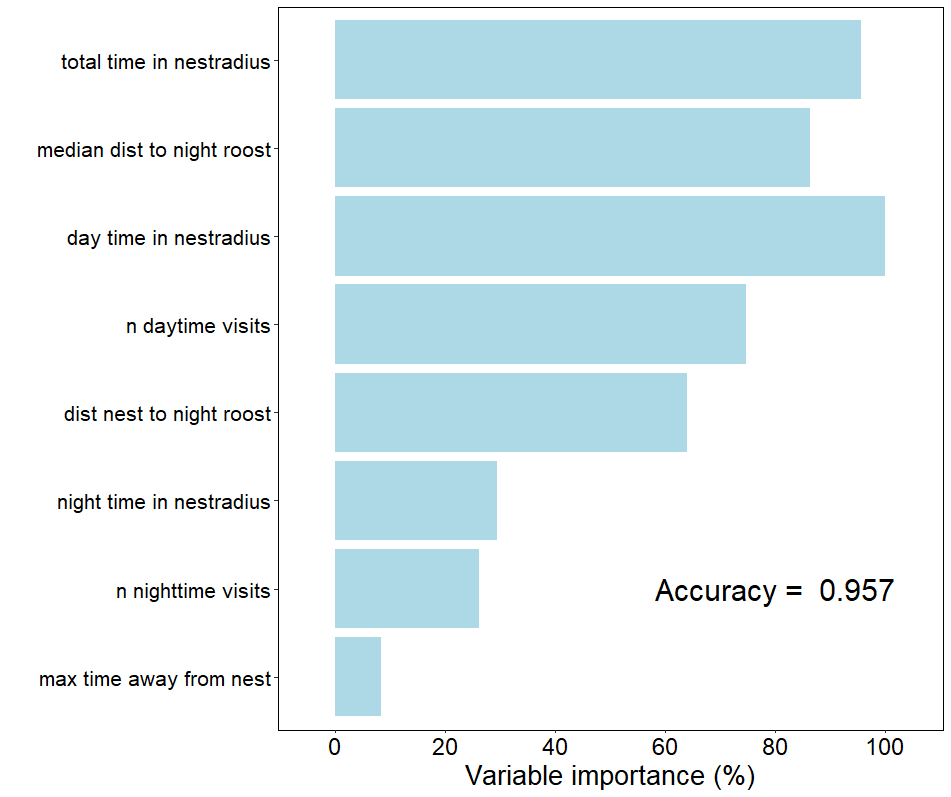 total time in nestradius
median dist to night roost
day time in nestradius
n daytime visits
dist nest to night roost
night time in nestradius
n nighttime visits
Accuracy = 0.957
max time away from nest
0 20 40 60 80 100
Variable importance (%)